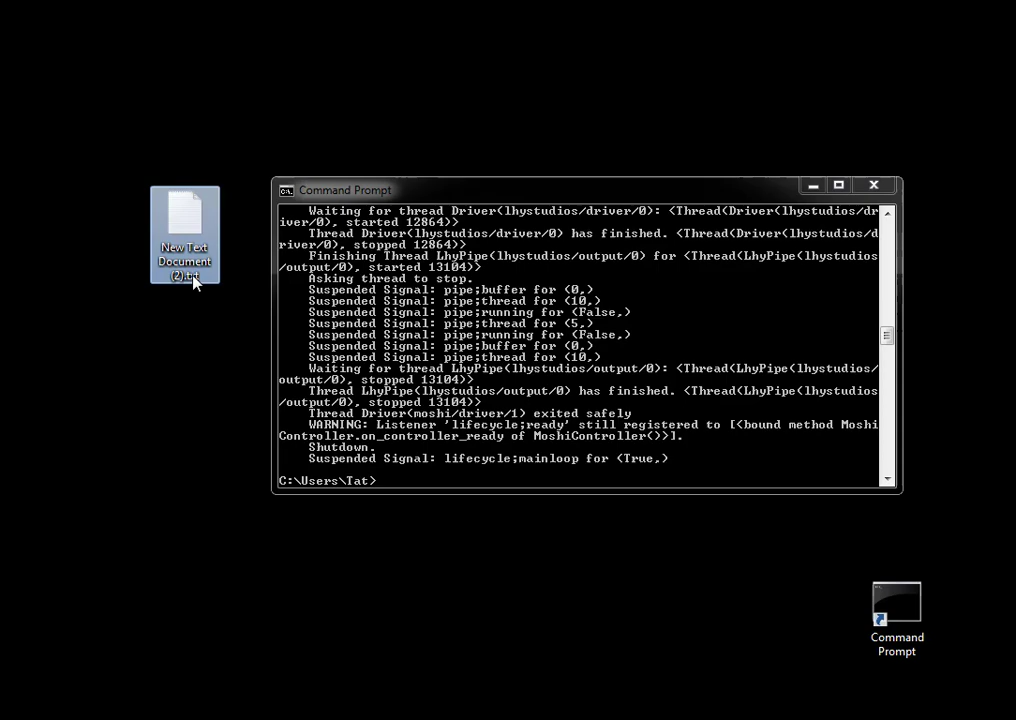 New Text
Document
(2).txt
Command Prompt
Waiting for thread Driver(lhystudios/driver/0): <Thread(Driver(lhystudios/dr
iver/0), started 12864)>
Thread Driver(lhystudios/driver/0) has finished. <Thread(Driver(lhystudios/d
river/0), stopped 12864)>
Finishing Thread LhyPipe(lhystudios/output/0) for <Thread(LhyPipe(lhystudios
/output/0), started 13104)>
Asking thread to stop.
Suspended Signal: pipe;buffer for (0,)
Suspended Signal: pipe;thread for (10,)
Suspended Signal: pipe;running for (False,)
Suspended Signal: pipe;thread for (5,)
Suspended Signal: pipe;running for (False,)
Suspended Signal: pipe;buffer for (0,)
Suspended Signal: pipe;thread for (10,)
Waiting for thread LhyPipe(lhystudios/output/0): <Thread(LhyPipe(lhystudios/
output/0), stopped 13104)>
Thread LhyPipe(lhystudios/output/0) has finished. <Thread(LhyPipe(lhystudios
/output/0), stopped 13104)>
Thread Driver(moshi/driver/1) exited safely
WARNING: Listener 'lifecycle;ready' still registered to [<bound method Moshi
Controller.on_controller_ready of MoshiController()>].
Shutdown.
Suspended Signal: lifecycle;mainloop for (True,)
C:\Users\Tat>
C:\.
Command
Prompt